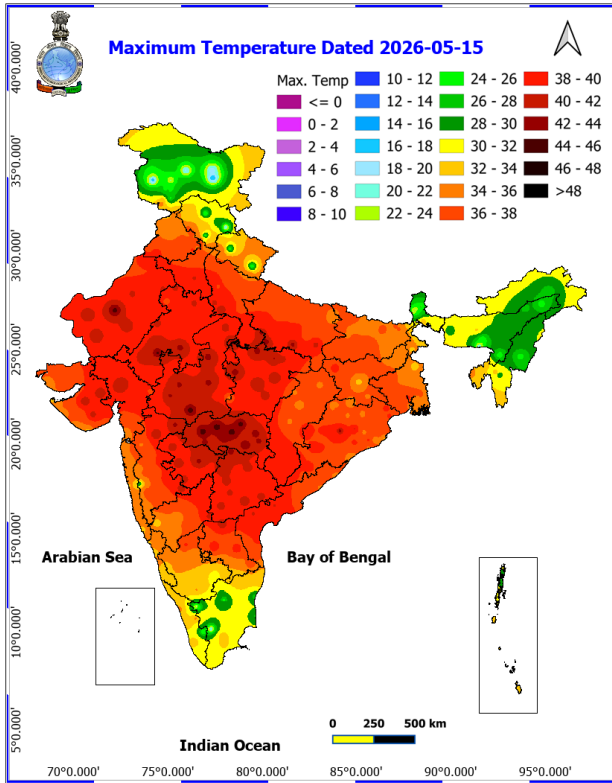 Maximum Temperature Dated 2026-05-15
Max. Temp
<= 0
0 - 2
2 - 4
4 - 6
6 - 8
8 - 10
10 - 12
12 - 14
14 - 16
16 - 18
18 - 20
20 - 22
22 - 24
24 - 26
26 - 28
28 - 30
30 - 32
32 - 34
34 - 36
36 - 38
38 - 40
40 - 42
42 - 44
44 - 46
46 - 48
>48
40°0.000'
35°0.000'
30°0.000'
25°0.000'
20°0.000'
15°0.000'
10°0.000'
5°0.000'
Arabian Sea
Bay of Bengal
Indian Ocean
0 250 500 km
70°0.000' 75°0.000' 80°0.000' 85°0.000' 90°0.000' 95°0.000'